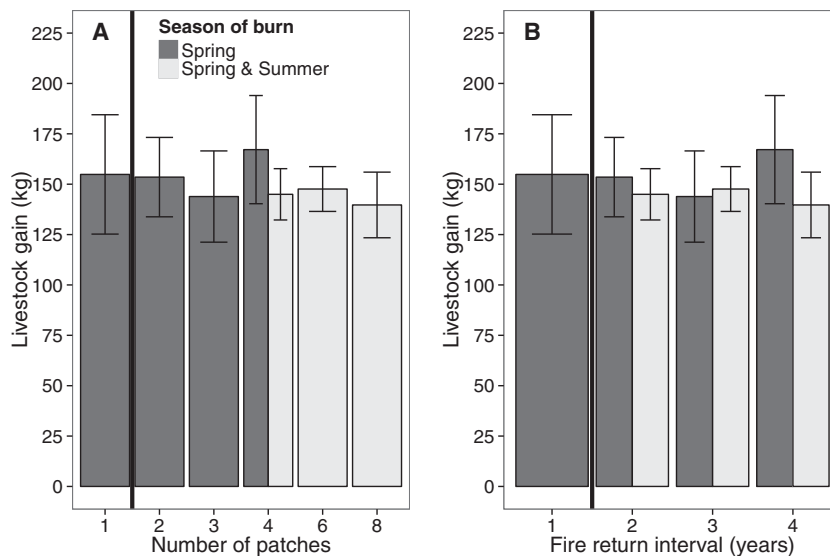 A
Season of burn
Spring
Spring & Summer
Livestock gain (kg)
225
200
175
150
125
100
75
50
25
0
1 2 3 4 6 8
Number of patches
B
Livestock gain (kg)
225
200
175
150
125
100
75
50
25
0
1 2 3 4
Fire return interval (years)